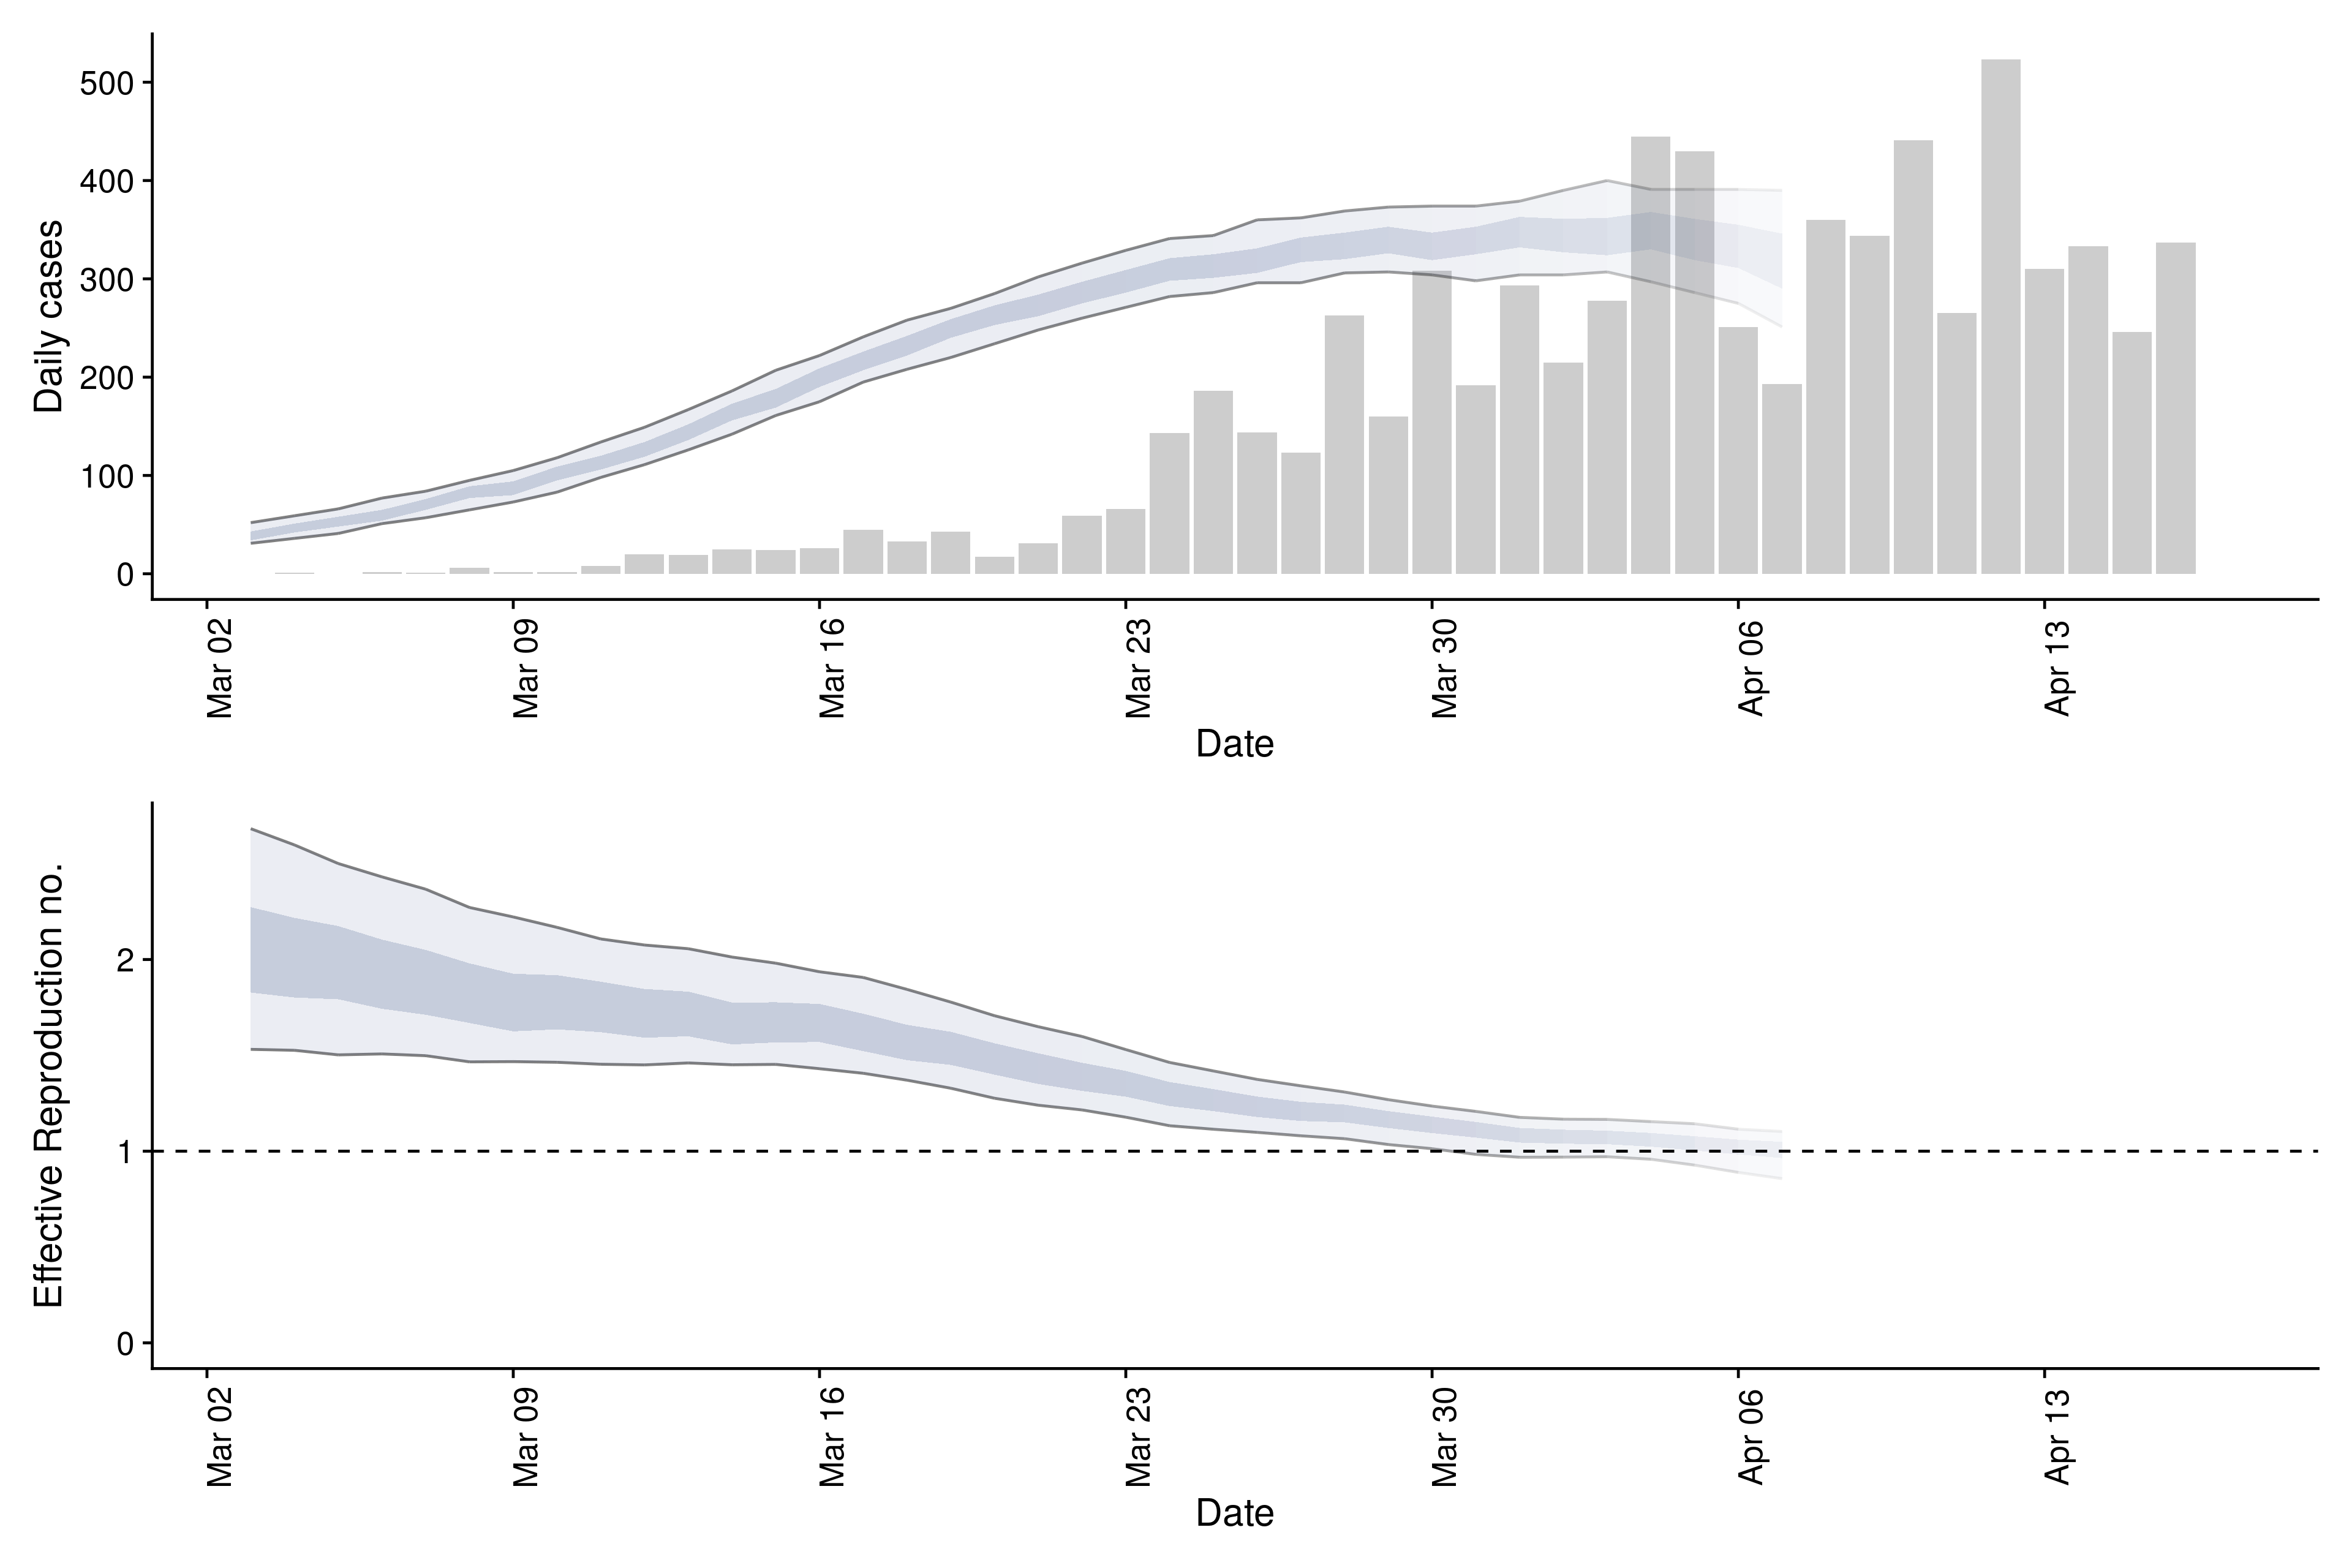 Daily cases
500
400
300
200
100
0
Mar 02
Mar 09
Mar 16
Mar 23
Mar 30
Apr 06
Apr 13
Date
Effective Reproduction no.
2
1
0
Mar 02
Mar 09
Mar 16
Mar 23
Mar 30
Apr 06
Apr 13
Date